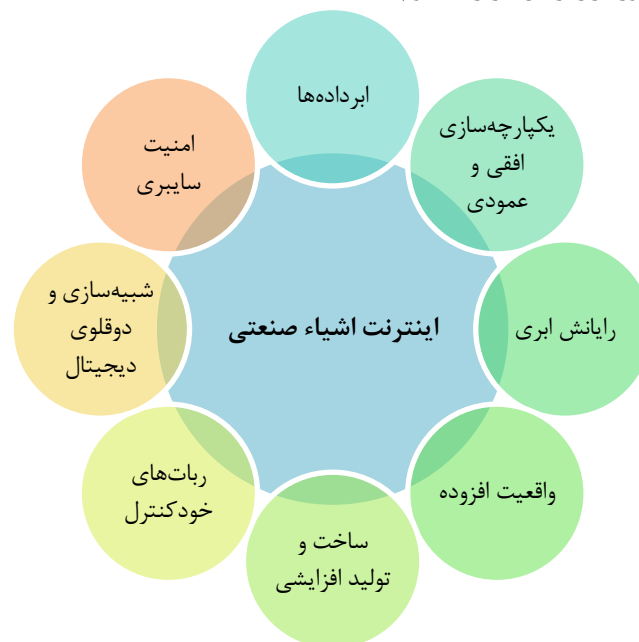 ابرداده‌ها
یکپارچه‌سازی
افقی و
عمودی
رایانش ابری
واقعیت افزوده
ساخت و
تولید افزایشی
ربات‌های
خودکنترل
شبیه‌سازی و
دوقلوی
دیجیتال
امنیت
سایبری
اینترنت اشیاء صنعتی